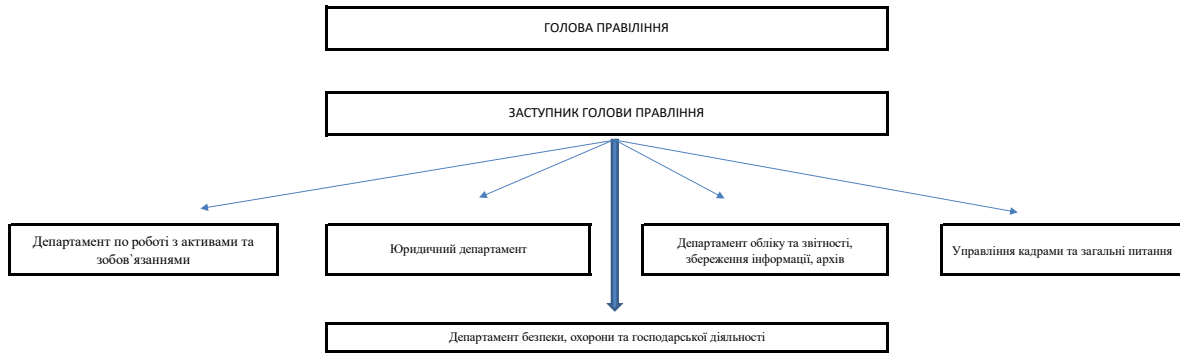 ГОЛОВА ПРАВІЛІННЯ
ЗАСТУПНИК ГОЛОВИ ПРАВЛІННЯ
Департамент по роботі з активами та
зобов`язаннями
Юридичний департамент
Департамент обліку та звітності,
збереження інформації, архів
Управління кадрами та загальні питання
Департамент безпеки, охорони та господарської діяльності